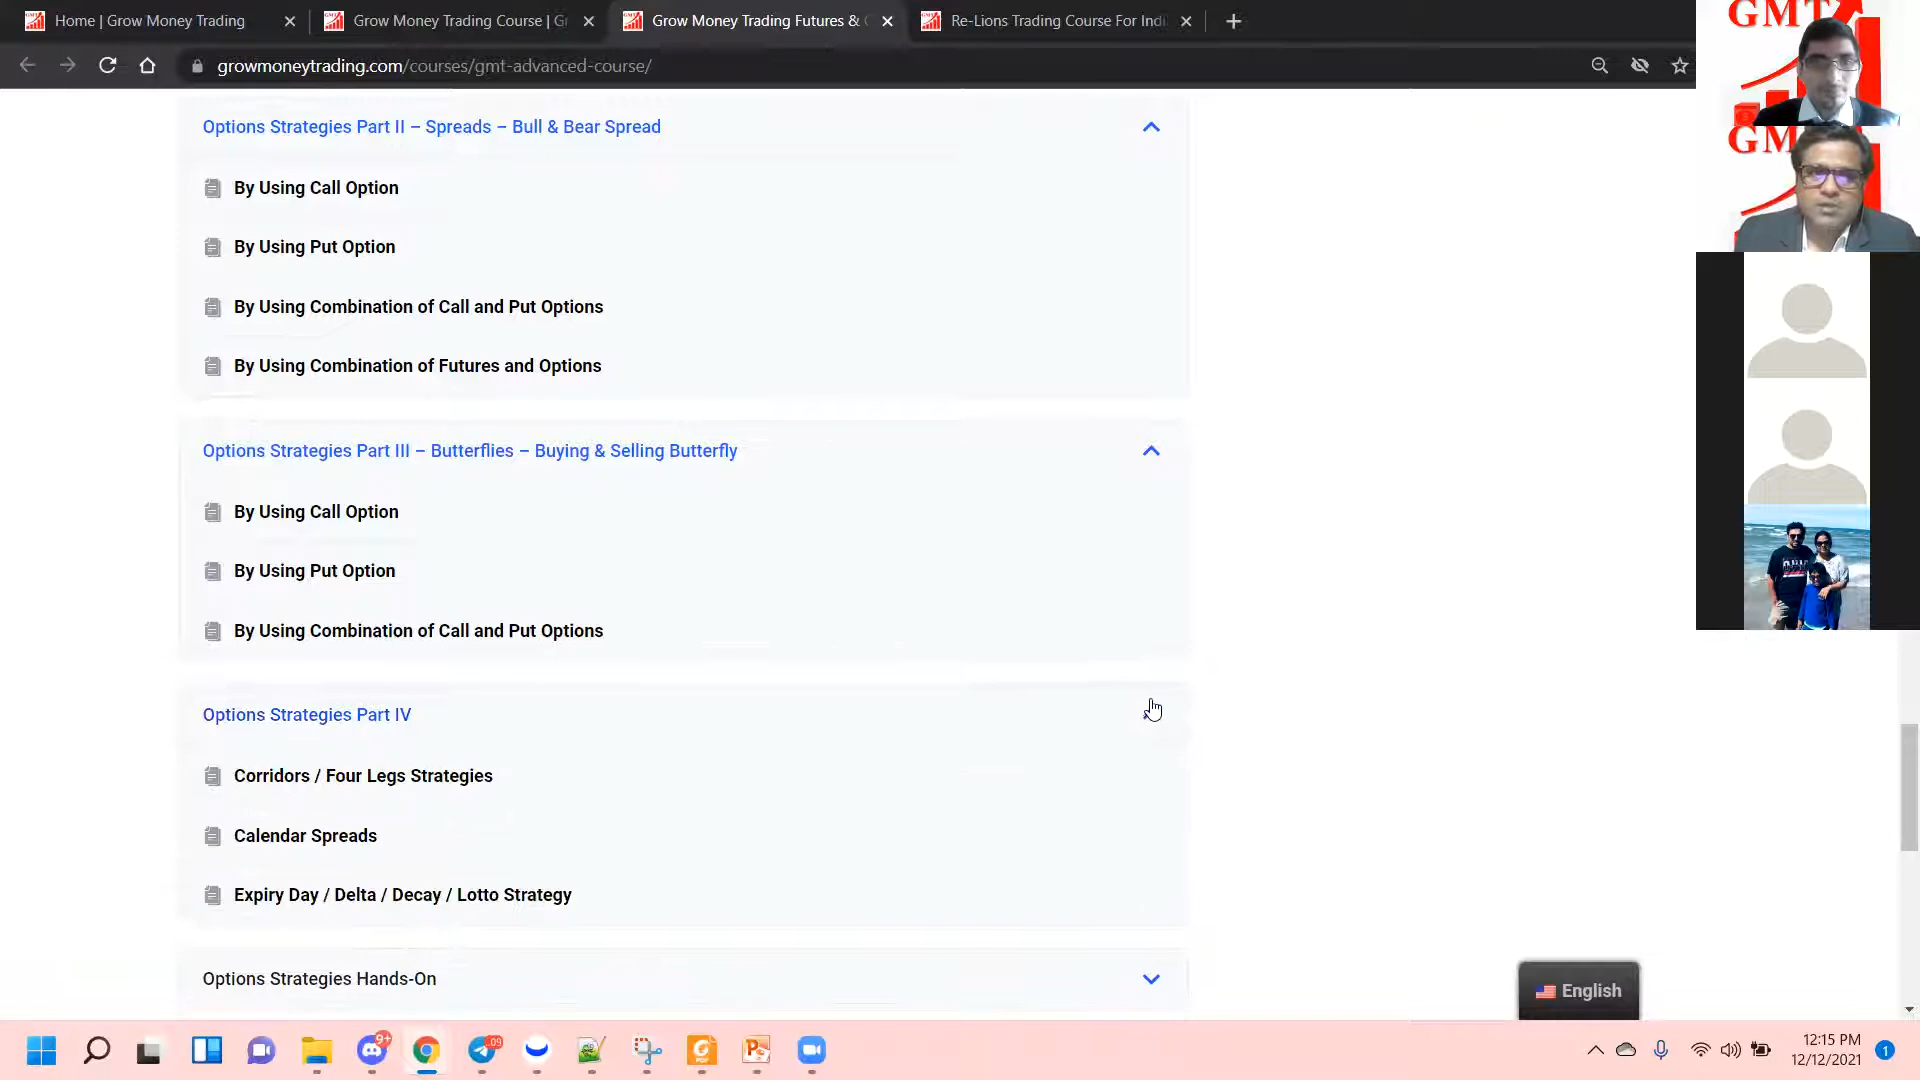 Home | Grow Money Trading
Grow Money Trading Course | Gr
Grow Money Trading Futures &
Re-Lions Trading Course For Indi
growmoneytrading.com/courses/gmt-advanced-course/
GMT
GM
Options Strategies Part II – Spreads – Bull & Bear Spread
By Using Call Option
By Using Put Option
By Using Combination of Call and Put Options
By Using Combination of Futures and Options
Options Strategies Part III – Butterflies – Buying & Selling Butterfly
By Using Call Option
By Using Put Option
By Using Combination of Call and Put Options
Options Strategies Part IV
Corridors / Four Legs Strategies
Calendar Spreads
Expiry Day / Delta / Decay / Lotto Strategy
Options Strategies Hands-On
English
9+
09
12:15 PM
12/12/2021
1